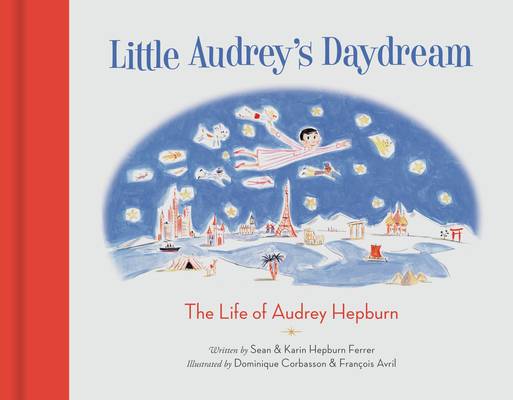 Little Audrey's Daydream
The Life of Audrey Hepburn
Written by Sean & Karin Hepburn Ferrer
Illustrated by Dominique Corbasson & François Avril